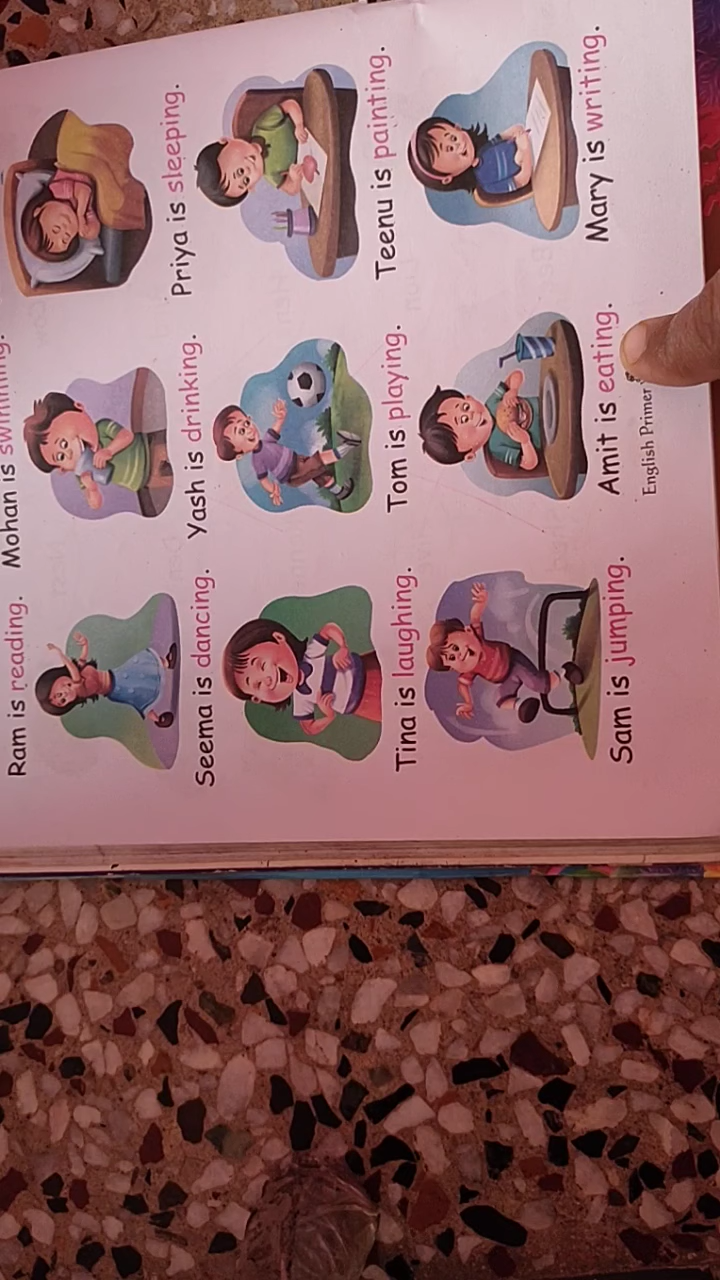 Ram is reading. Mohan is swimming.
Seema is dancing. Yash is drinking. Priya is sleeping.
Tina is laughing. Tom is playing. Teenu is painting.
Sam is jumping. Amit is eating. Mary is writing.
English Primer